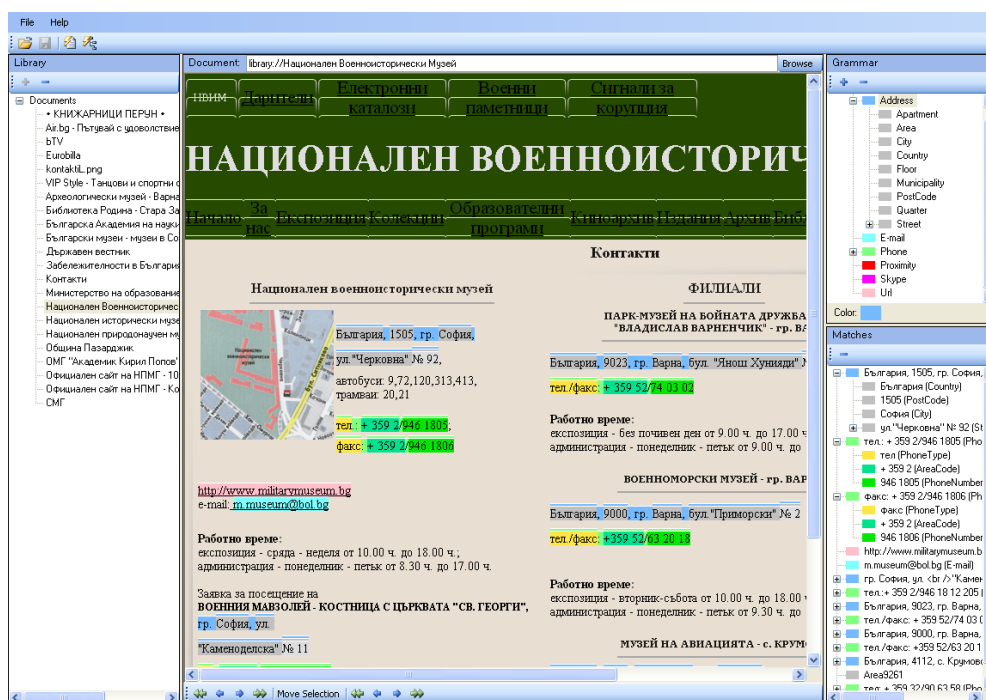 File Help
Library
Documents
• КНИЖАРНИЦИ ПЕРУН •
Air.bg - Пътувай с удоволствие
bTV
Eurobilla
kontaktiL.png
VIP Style - Танцови и спортни с
Археологически музей - Варна
Библиотека Родина - Стара За
Българска Академия на науки
Български музеи - музеи в Со
Държавен вестник
Забележителности в България
Контакти
Министерство на образование
Национален Военноисторичес
Национален исторически музе
Национален природонаучен му
Община Пазарджик
ОМГ "Академик Кирил Попов"
Официален сайт на НПМГ - 10
Официален сайт на НПМГ - Ко
СМГ
Document: library://Национален Военноисторически Музей Browse
НВИМ Дарители Електронни каталози Военни паметници Сигнали за корупция
НАЦИОНАЛЕН ВОЕННОИСТОРИЧ
Начало За нас Експозиция Колекции Образователни програми Киноархив Издания Архив Биб
Контакти
Национален военноисторически музей
България, 1505, гр. София,
ул."Черковна" № 92,
автобуси: 9,72,120,313,413,
трамваи: 20,21
тел.: + 359 2/946 1805;
факс: + 359 2/946 1806
http://www.militarymuseum.bg
e-mail: m.museum@bol.bg
Работно време:
експозиция - сряда - неделя от 10.00 ч. до 18.00 ч.;
администрация - понеделник - петък от 8.30 ч. до 17.00 ч.
Заявка за посещение на
ВОЕННИЯ МАВЗОЛЕЙ - КОСТНИЦА С ЦЪРКВАТА "СВ. ГЕОРГИ",
гр. София, ул.
"Каменоделска" № 11
ФИЛИАЛИ
ПАРК-МУЗЕЙ НА БОЙНАТА ДРУЖБА
"ВЛАДИСЛАВ ВАРНЕНЧИК" - гр. ВА
България, 9023, гр. Варна, бул. "Янош Хунияди" №
тел./факс: + 359 52/74 03 02
Работно време:
експозиция - без почивен ден от 9.00 ч. до 17.00 ч
администрация - понеделник - петък от 9.00 ч. до
ВОЕННОМОРСКИ МУЗЕЙ - гр. ВАР
България, 9000, гр. Варна, бул."Приморски" № 2
тел./факс: +359 52/63 20 18
Работно време:
експозиция - вторник-събота от 10.00 ч. до 18.00 ч
администрация - понеделник - петък от 9.30 ч. до
МУЗЕЙ НА АВИАЦИЯТА - с. КРУМ
Move Selection
Grammar
Address
Apartment
Area
City
Country
Floor
Municipality
PostCode
Quarter
Street
E-mail
Phone
Proximity
Skype
Url
Color:
Matches
България, 1505, гр. София,
България (Country)
1505 (PostCode)
София (City)
ул."Черковна" № 92 (St
тел.: + 359 2/946 1805 (Pho
тел (PhoneType)
+ 359 2 (AreaCode)
946 1805 (PhoneNumber
факс: + 359 2/946 1806 (Ph
факс (PhoneType)
+ 359 2 (AreaCode)
946 1806 (PhoneNumber
http://www.militarymuseum.b
m.museum@bol.bg (E-mail)
гр. София, ул. <br />"Камен
тел.:+ 359 2/946 18 12 205 (
България, 9023, гр. Варна,
тел./факс: + 359 52/74 03 0
България, 9000, гр. Варна,
тел./факс: +359 52/63 20 1
България, 4112, с. Крумово
Area9261
тел: + 359 32/90 63 58 (Pho